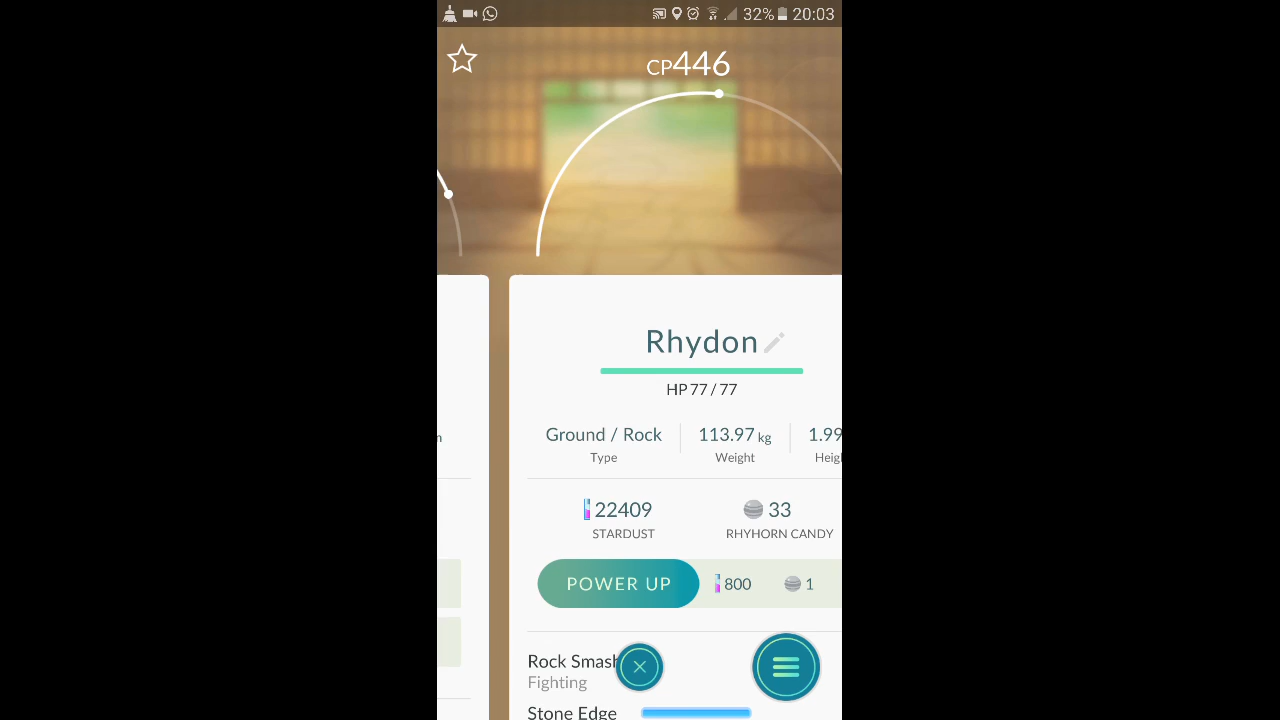 32% 20:03
CP446
Rhydon
HP 77 / 77
Ground / Rock 113.97 kg 1.99
Type Weight
22409 33
STARDUST RHYHORN CANDY
POWER UP 800 1
Rock Smash
Fighting
Stone Edge